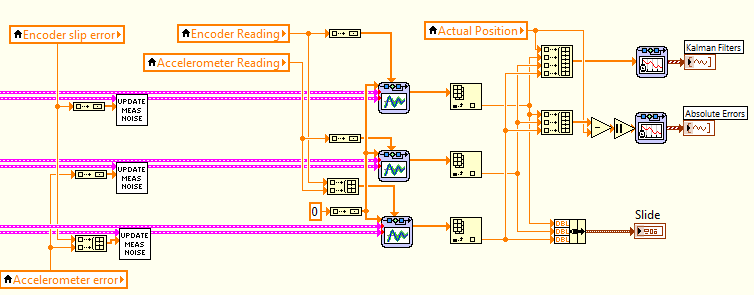 Encoder slip error
Encoder Reading
Actual Position
Kalman Filters
Accelerometer Reading
UPDATE
MEAS
NOISE
Absolute Errors
UPDATE
MEAS
NOISE
0
Slide
UPDATE
MEAS
NOISE
DBL
DBL
DBL
Accelerometer error